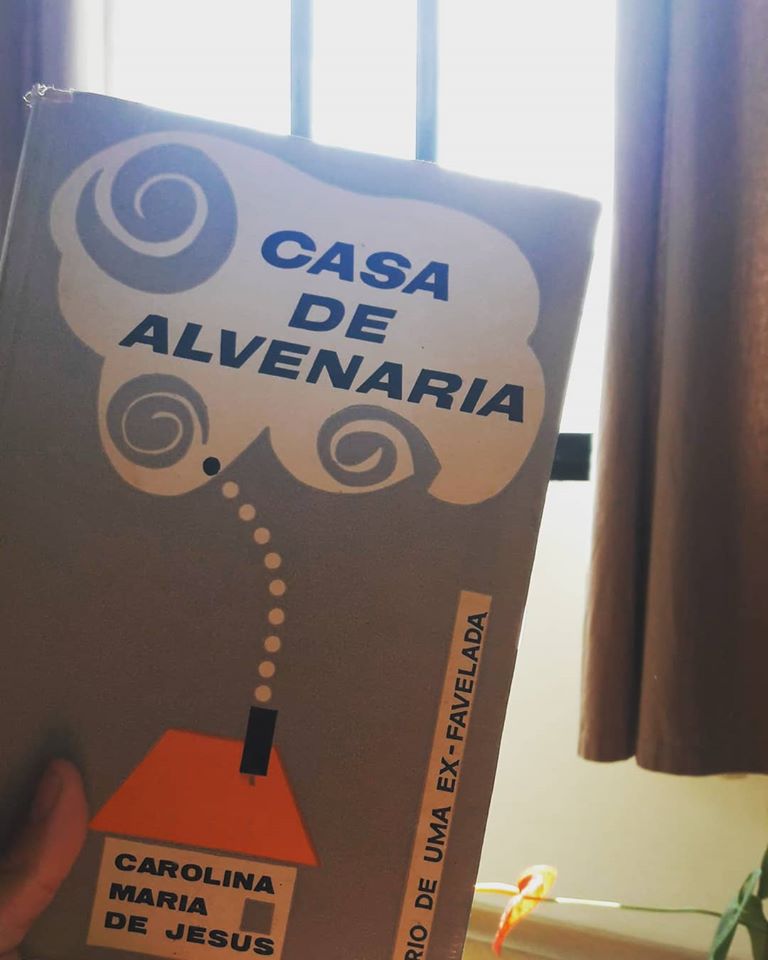 CASA
DE
ALVENARIA
RIO DE UMA EX-FAVELADA
CAROLINA
MARIA
DE JESUS